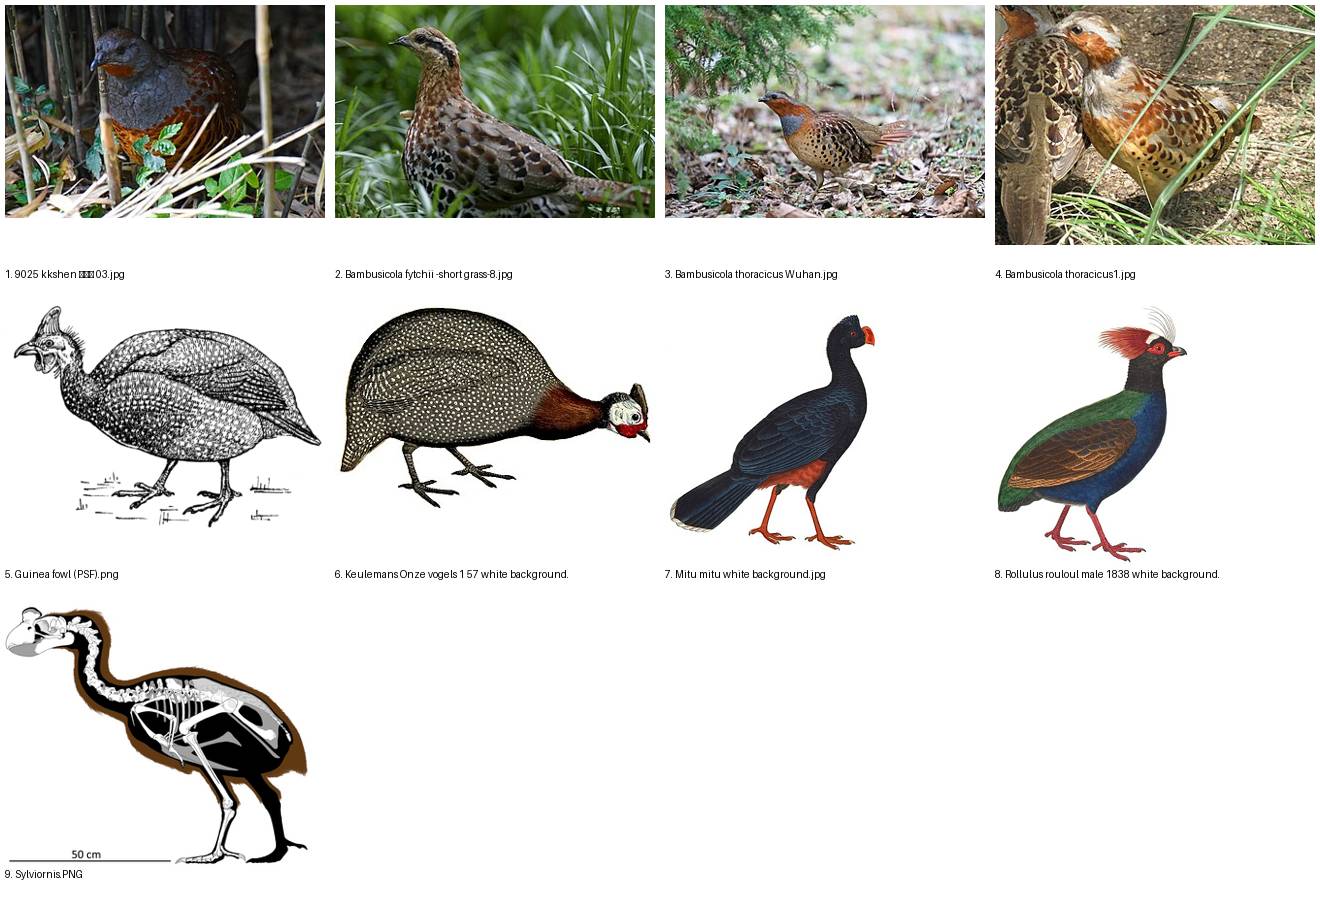 1. 9025 kkshen 03.jpg
2. Bambusicola fytchii -short grass-8.jpg
3. Bambusicola thoracicus Wuhan.jpg
4. Bambusicola thoracicus1.jpg
5. Guinea fowl (PSF).png
6. Keulemans Onze vogels 1 57 white background.
7. Mitu mitu white background.jpg
8. Rollulus rouloul male 1838 white background.
50 cm
9. Sylviornis.PNG